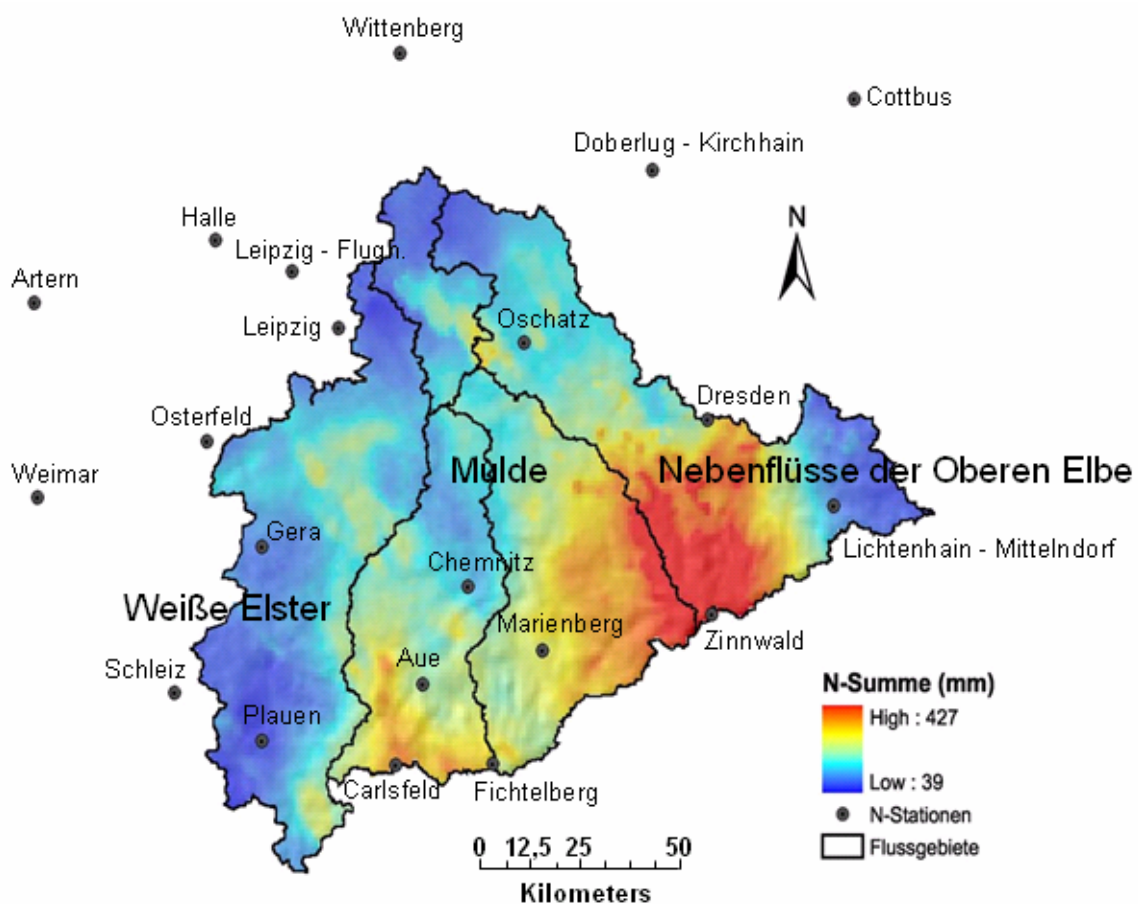 Wittenberg
Cottbus
Doberlug - Kirchhain
N
Halle
Leipzig - Flugh.
Artern
Leipzig
Oschatz
Dresden
Osterfeld
Mulde
Nebenflüsse der Oberen Elbe
Weimar
Gera
Lichtenhain - Mittelndorf
Chemnitz
Weiße Elster
Marienberg
Zinnwald
Schleiz
Aue
N-Summe (mm)
High : 427
Plauen
Low : 39
Carlsfeld
Fichtelberg
N-Stationen
Flussgebiete
0 12,5 25 50
Kilometers